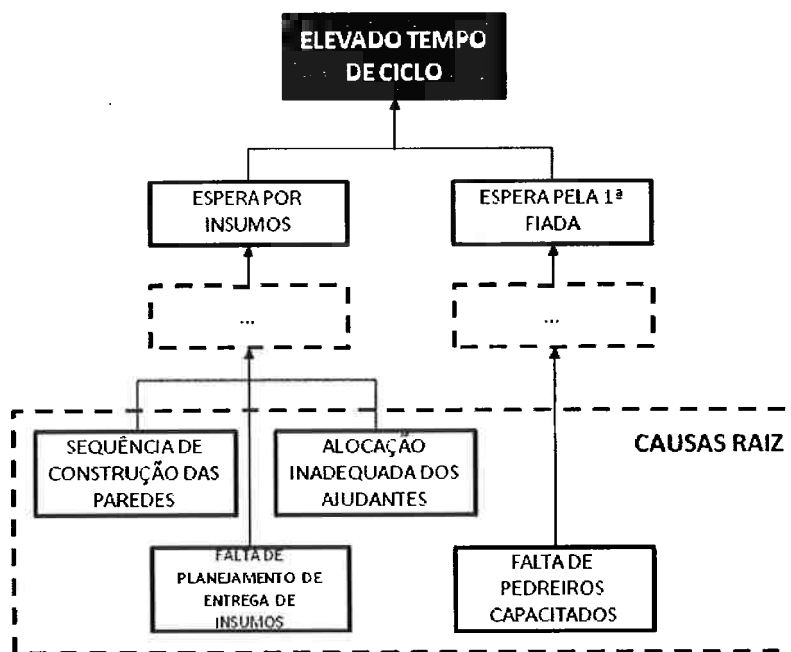 ELEVADO TEMPO
DE CICLO
ESPERA POR
INSUMOS
ESPERA PELA 1ª
FIADA
...
...
CAUSAS RAIZ
SEQUÊNCIA DE
CONSTRUÇÃO DAS
PAREDES
ALOCAÇÃO
INADEQUADA DOS
AJUDANTES
FALTA DE
PLANEJAMENTO DE
ENTREGA DE
INSUMOS
FALTA DE
PEDREIROS
CAPACITADOS